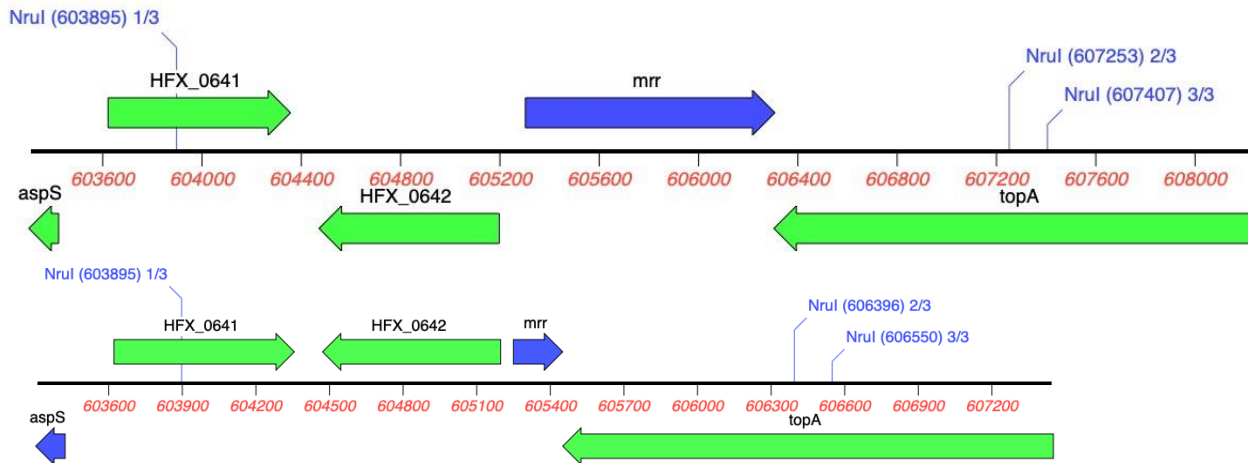 NruI (603895) 1/3
HFX_0641
mrr
NruI (607253) 2/3
NruI (607407) 3/3
603600 604000 604400 604800 605200 605600 606000 606400 606800 607200 607600 608000
aspS
HFX_0642
topA
NruI (603895) 1/3
HFX_0641
HFX_0642
mrr
NruI (606396) 2/3
NruI (606550) 3/3
603600 603900 604200 604500 604800 605100 605400 605700 606000 606300 606600 606900 607200
aspS
topA